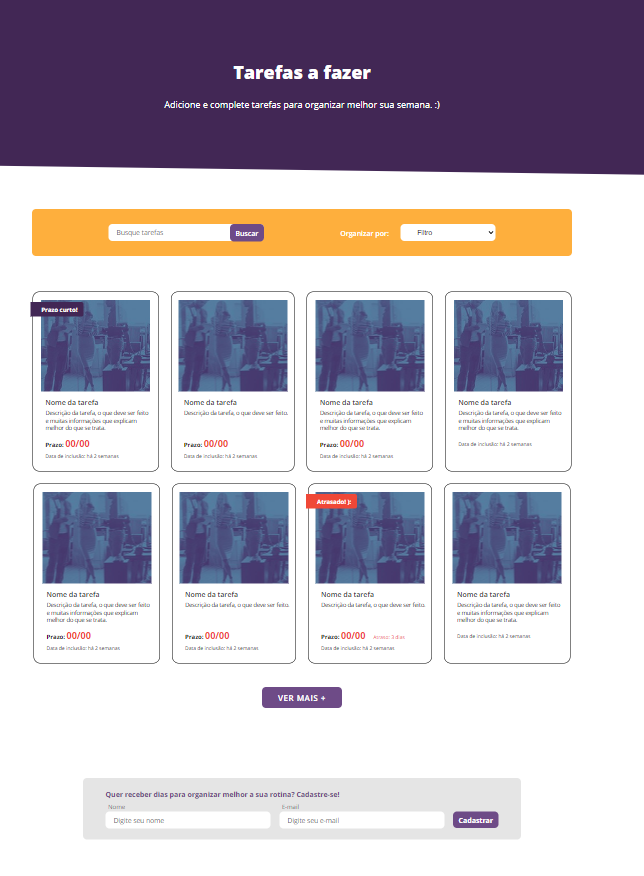 Tarefas a fazer
Adicione e complete tarefas para organizar melhor sua semana. :)
Busque tarefas
Buscar
Organizar por:
Filtro
Prazo curto!
Nome da tarefa
Descrição da tarefa, o que deve ser feito
e muitas informações que explicam
melhor do que se trata.
Prazo: 00/00
Data de inclusão: há 2 semanas
Nome da tarefa
Descrição da tarefa, o que deve ser feito.
Prazo: 00/00
Data de inclusão: há 2 semanas
Nome da tarefa
Descrição da tarefa, o que deve ser feito
e muitas informações que explicam
melhor do que se trata.
Prazo: 00/00
Data de inclusão: há 2 semanas
Nome da tarefa
Descrição da tarefa, o que deve ser feito
e muitas informações que explicam
melhor do que se trata.
Data de inclusão: há 2 semanas
Nome da tarefa
Descrição da tarefa, o que deve ser feito
e muitas informações que explicam
melhor do que se trata.
Prazo: 00/00
Data de inclusão: há 2 semanas
Nome da tarefa
Descrição da tarefa, o que deve ser feito.
Prazo: 00/00
Data de inclusão: há 2 semanas
Atrasado! ):
Nome da tarefa
Descrição da tarefa, o que deve ser feito.
Prazo: 00/00 Atraso: 3 dias
Data de inclusão: há 2 semanas
Nome da tarefa
Descrição da tarefa, o que deve ser feito
e muitas informações que explicam
melhor do que se trata.
Data de inclusão: há 2 semanas
VER MAIS +
Quer receber dias para organizar melhor a sua rotina? Cadastre-se!
Nome
E-mail
Digite seu nome
Digite seu e-mail
Cadastrar